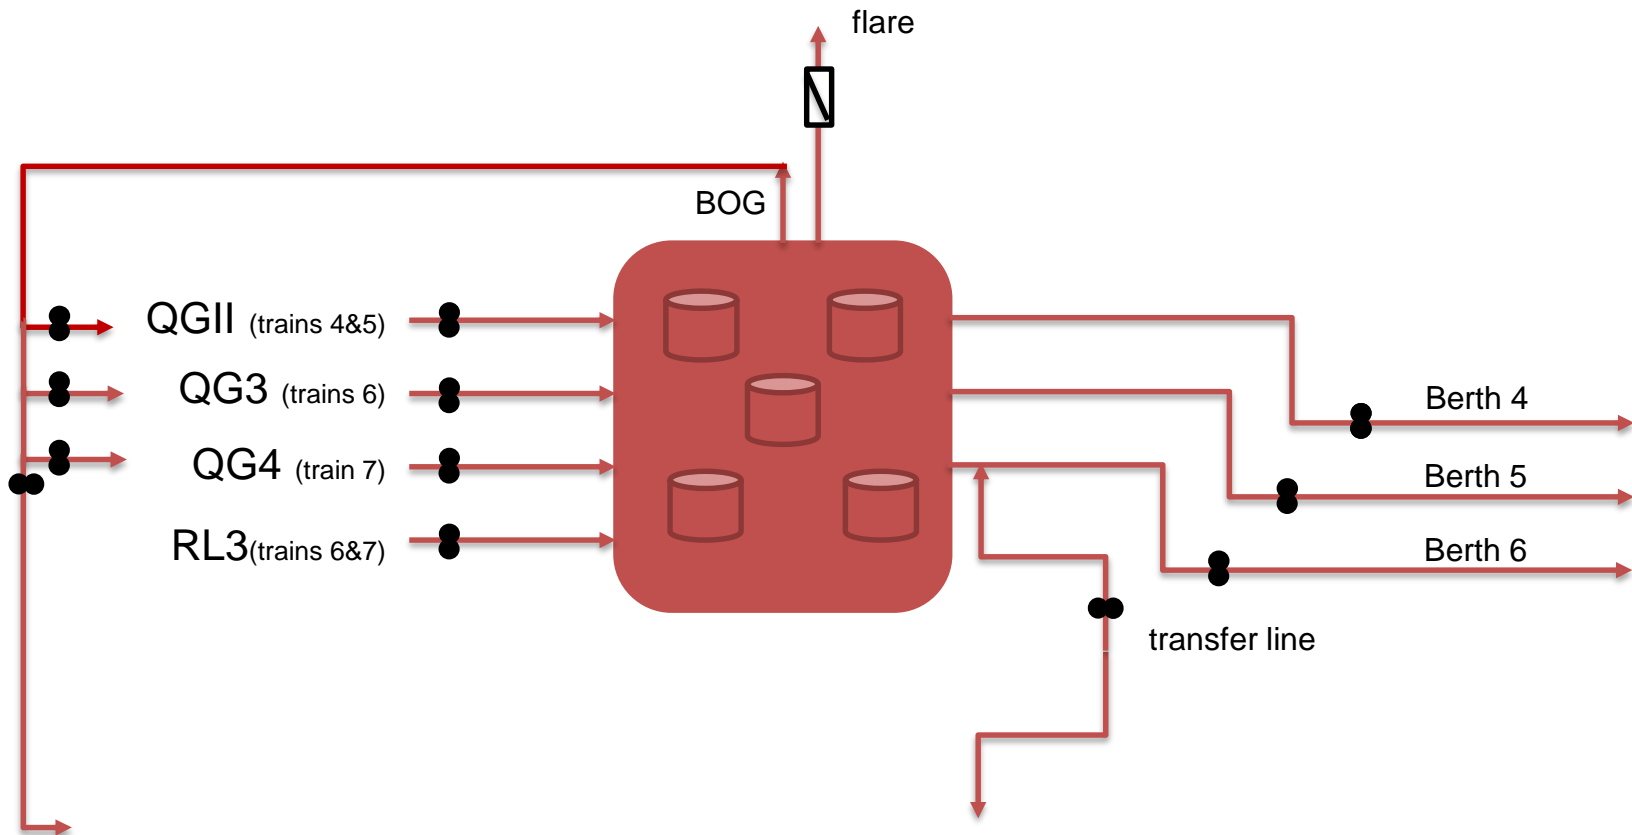 flare
BOG
QGII (trains 4&5)
QG3 (trains 6)
QG4 (train 7)
RL3(trains 6&7)
Berth 4
Berth 5
Berth 6
transfer line